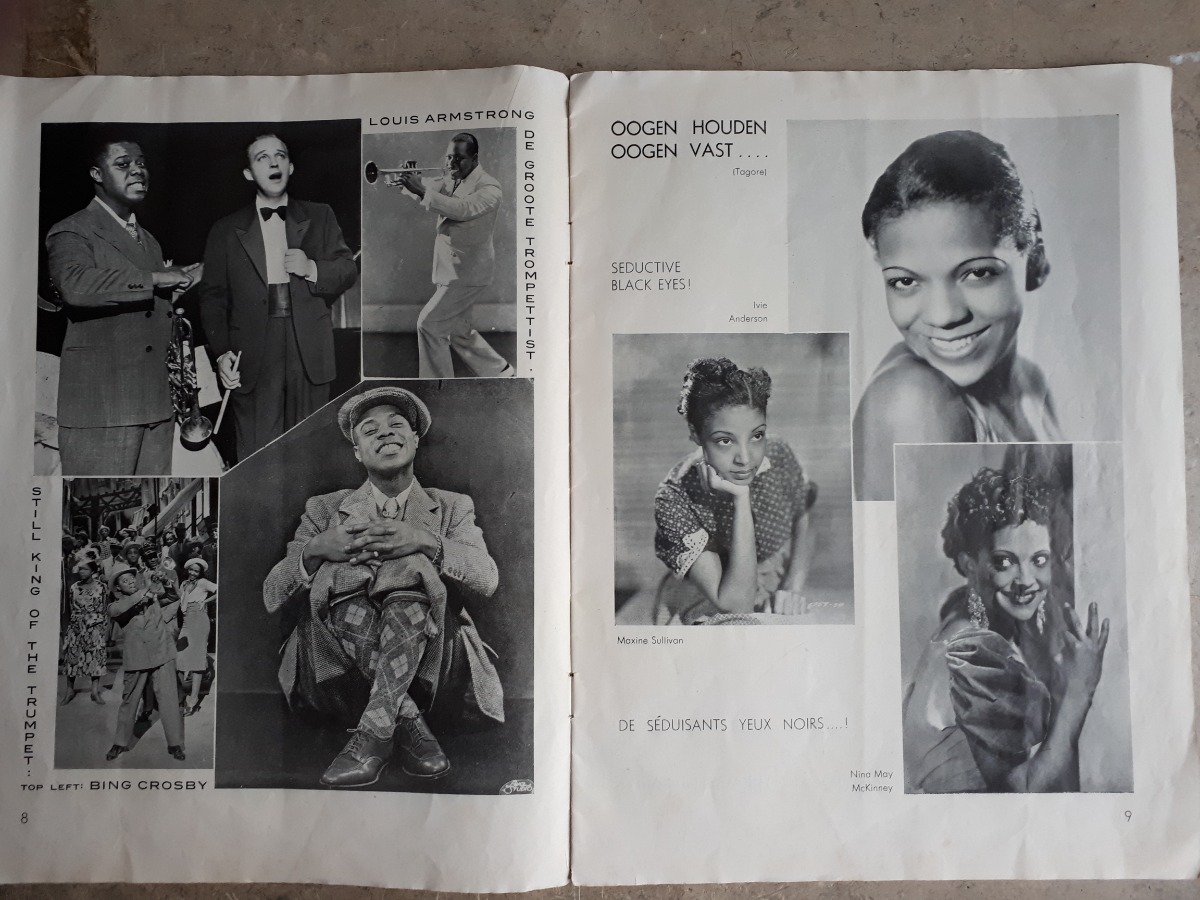 LOUIS ARMSTRONG
DE GROOTE TROMPETTIST.
STILL KING OF THE TRUMPET:
TOP LEFT: BING CROSBY
8
OOGEN HOUDEN
OOGEN VAST....
(Tagore)
SEDUCTIVE
BLACK EYES!
Ivie
Anderson
Maxine Sullivan
DE SÉDUISANTS YEUX NOIRS....!
Nina May
McKinney
9